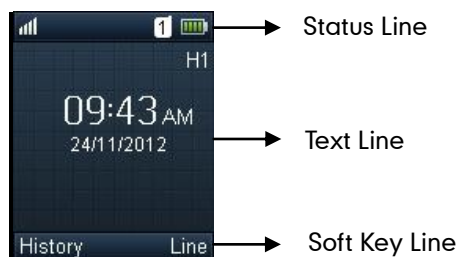 1 Status Line
H1
09:43 AM
24/11/2012 Text Line
History Line Soft Key Line